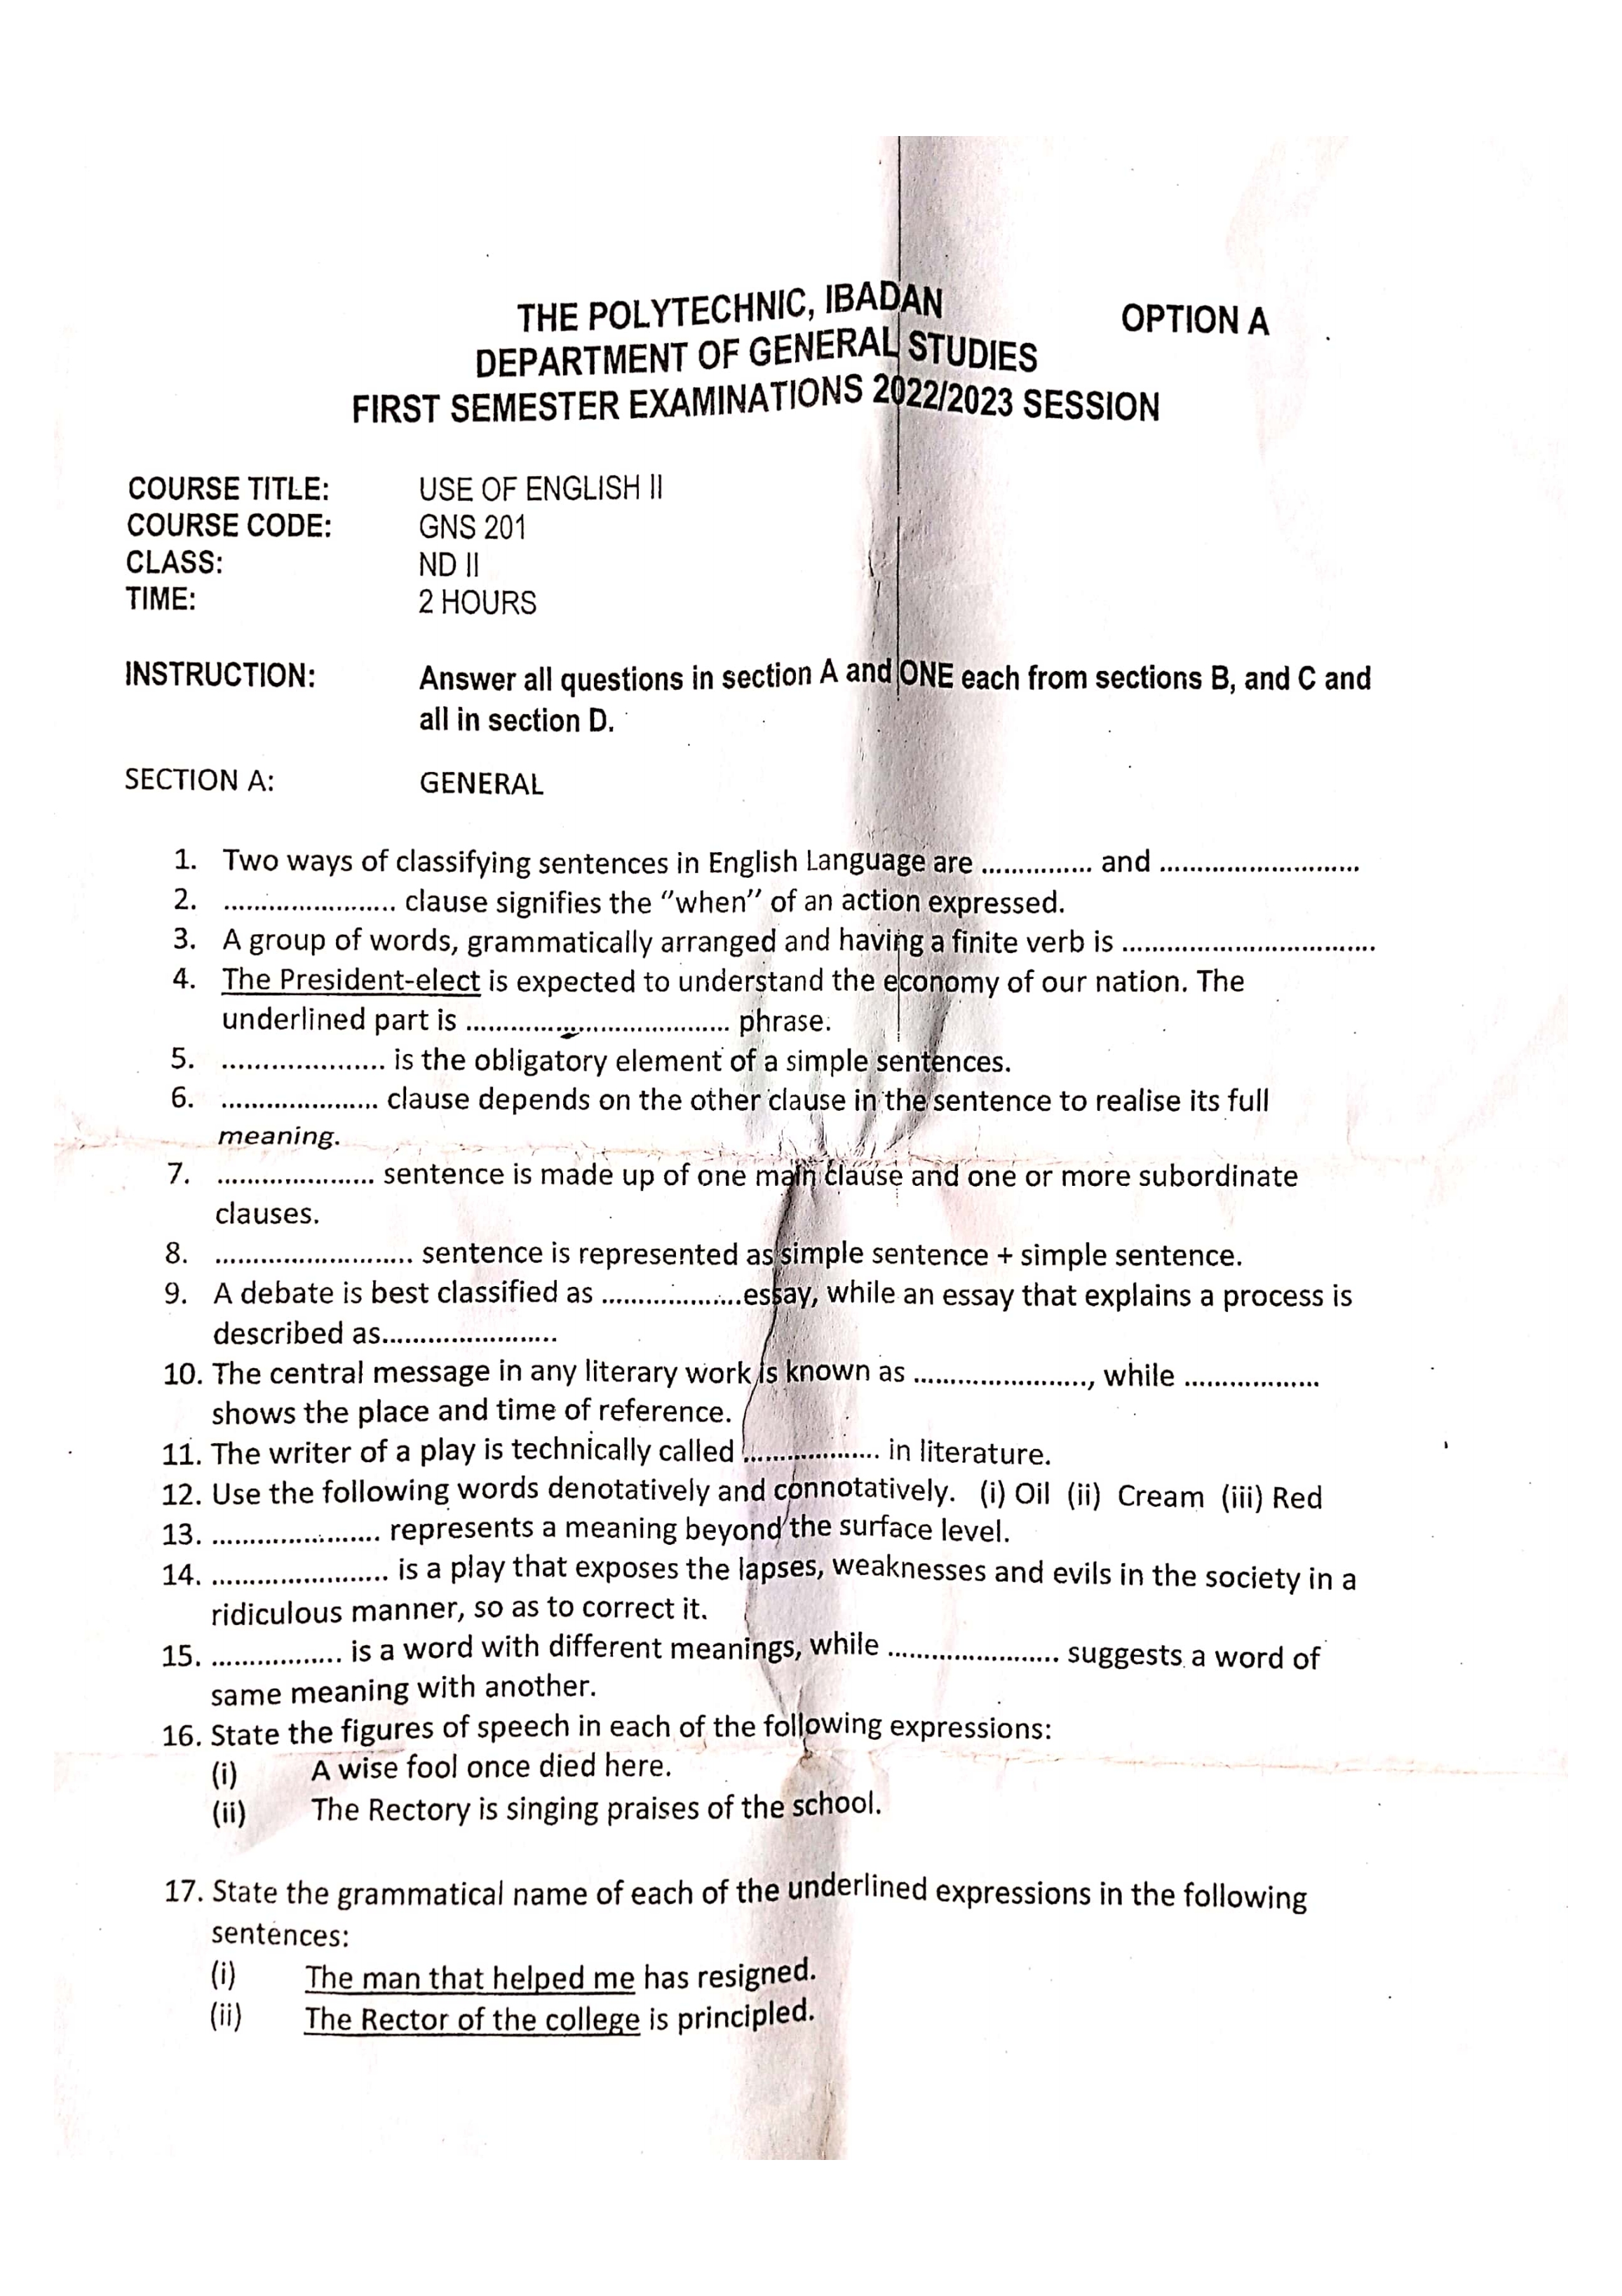 THE POLYTECHNIC, IBADAN OPTION A
DEPARTMENT OF GENERAL STUDIES
FIRST SEMESTER EXAMINATIONS 2022/2023 SESSION
COURSE TITLE: USE OF ENGLISH II
COURSE CODE: GNS 201
CLASS: ND II
TIME: 2 HOURS
INSTRUCTION: Answer all questions in section A and ONE each from sections B, and C and
all in section D.
SECTION A: GENERAL
1. Two ways of classifying sentences in English Language are ............... and ...........................
2. ....................... clause signifies the "when" of an action expressed.
3. A group of words, grammatically arranged and having a finite verb is ..................................
4. The President-elect is expected to understand the economy of our nation. The
underlined part is ................................... phrase.
5. ...................... is the obligatory element of a simple sentences.
6. ..................... clause depends on the other clause in the sentence to realise its full
meaning.
7. ..................... sentence is made up of one main clause and one or more subordinate
clauses.
8. .......................... sentence is represented as simple sentence + simple sentence.
9. A debate is best classified as ...................essay, while an essay that explains a process is
described as.......................
10. The central message in any literary work is known as ......................., while ..................
shows the place and time of reference.
11. The writer of a play is technically called .................. in literature.
12. Use the following words denotatively and connotatively. (i) Oil (ii) Cream (iii) Red
13. ...................... represents a meaning beyond the surface level.
14. ....................... is a play that exposes the lapses, weaknesses and evils in the society in a
ridiculous manner, so as to correct it.
15. ................. is a word with different meanings, while ....................... suggests a word of
same meaning with another.
16. State the figures of speech in each of the following expressions:
(i) A wise fool once died here.
(ii) The Rectory is singing praises of the school.
17. State the grammatical name of each of the underlined expressions in the following
sentences:
(i) The man that helped me has resigned.
(ii) The Rector of the college is principled.